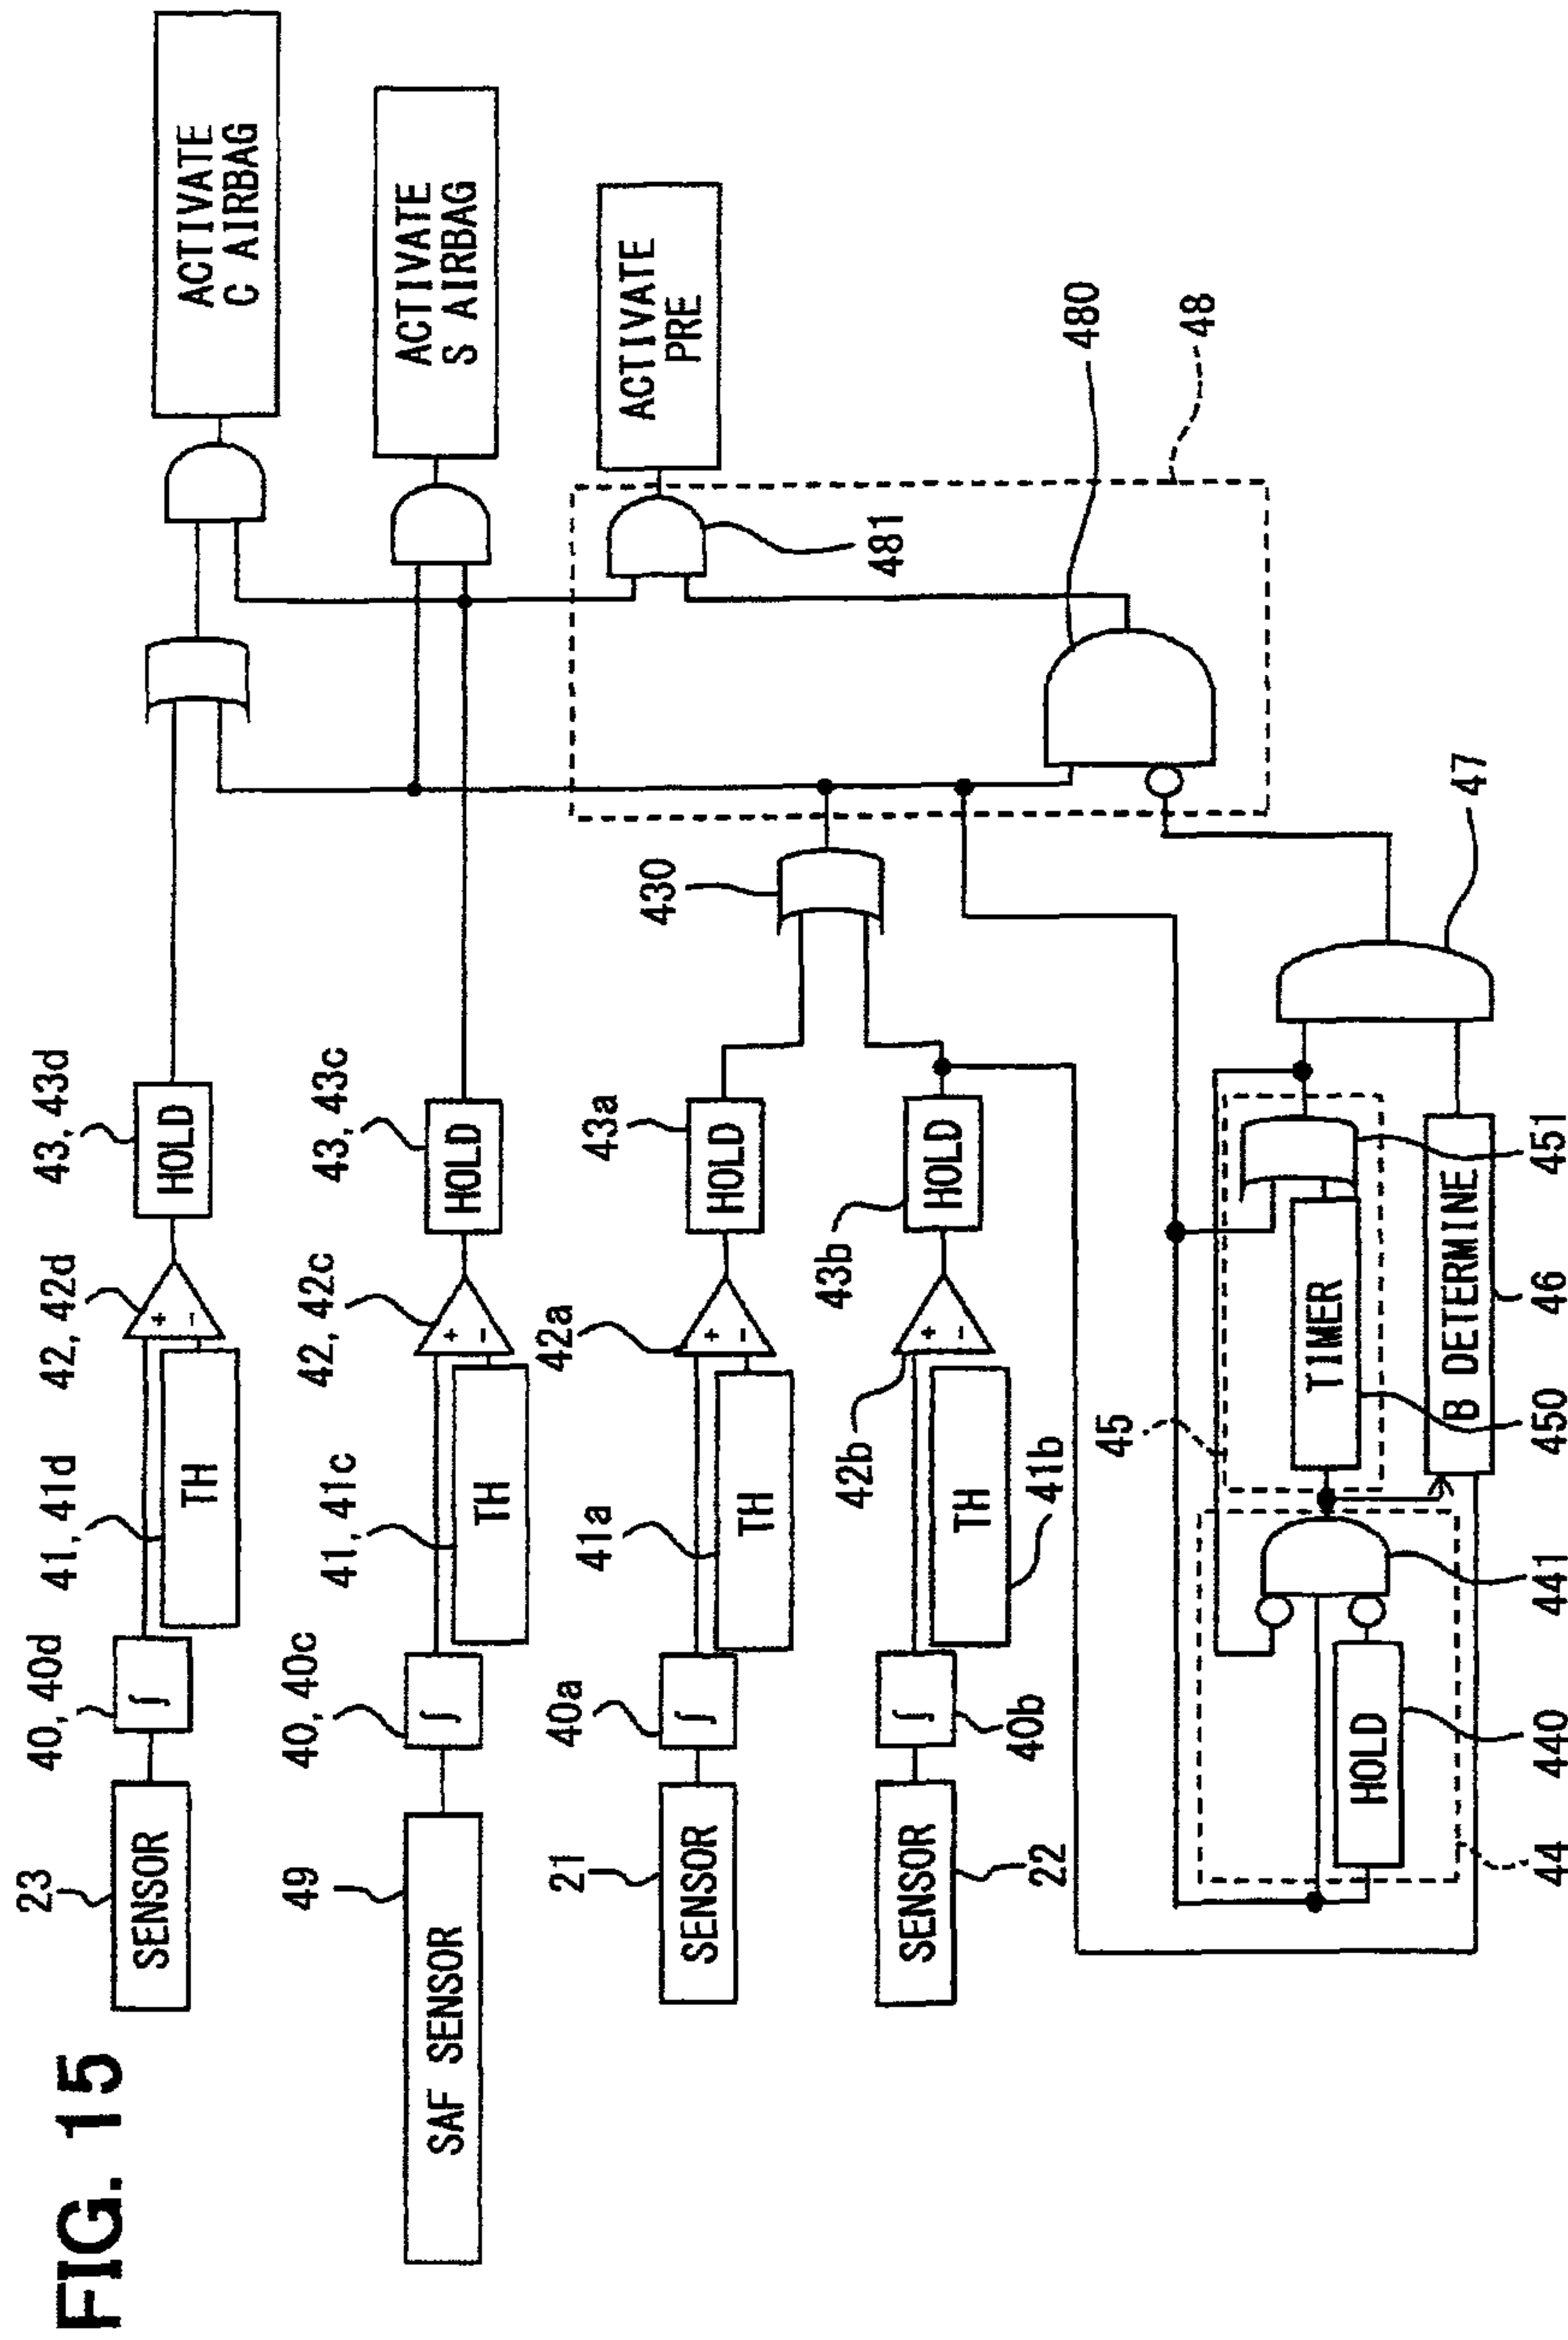 FIG. 15
23
SENSOR
40, 40d
∫
41, 41d
TH
42, 42d
+
-
43, 43d
HOLD
ACTIVATE
C AIRBAG
49
SAF SENSOR
40, 40c
∫
41, 41c
TH
42, 42c
+
-
43, 43c
HOLD
ACTIVATE
S AIRBAG
21
SENSOR
40a
∫
41a
TH
42a
+
-
43a
HOLD
430
ACTIVATE
PRE
481
480
48
22
SENSOR
40b
∫
41b
TH
42b
+
-
43b
HOLD
44
HOLD
440
441
45
TIMER
450
451
B DETERMINE
46
47